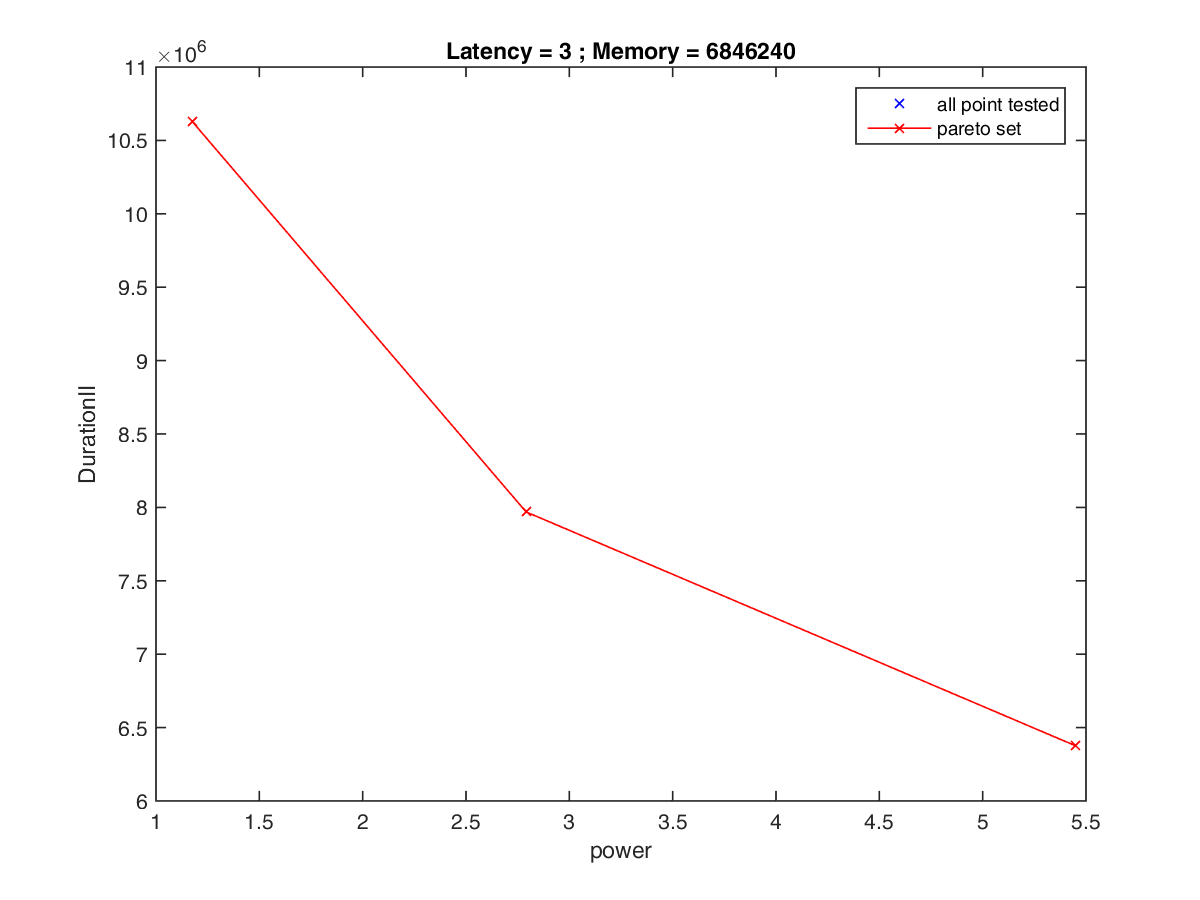 Latency = 3 ; Memory = 6846240
×10⁶
11
10.5
10
9.5
9
8.5
8
7.5
7
6.5
6
DurationII
all point tested
pareto set
1 1.5 2 2.5 3 3.5 4 4.5 5 5.5
power